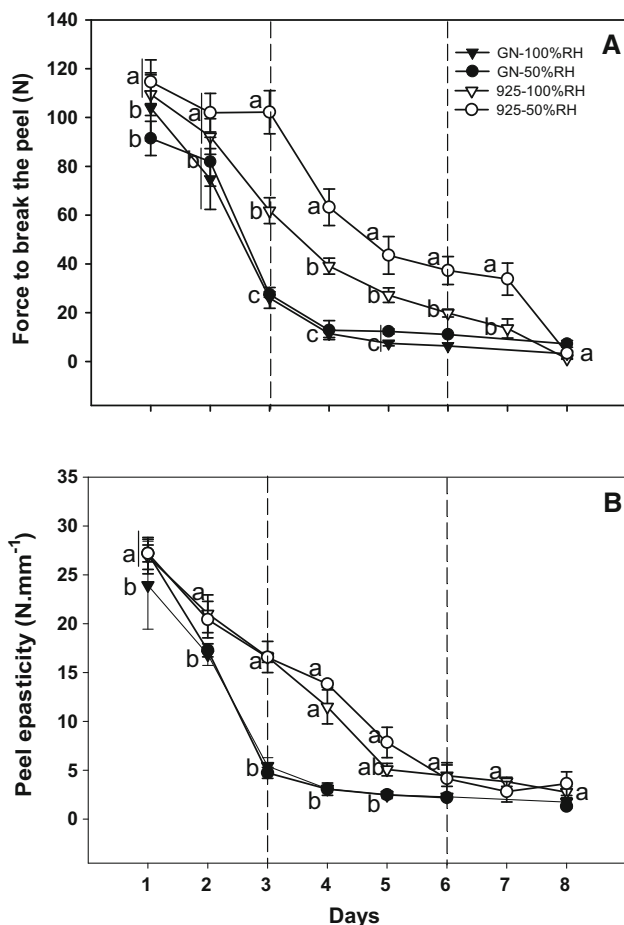 A
GN-100%RH
GN-50%RH
925-100%RH
925-50%RH
Force to break the peel (N)
140
120
100
80
60
40
20
0
a
b
b
a
b
a
b
c
a
b
c
a
b
c
a
b
a
b
a
B
Peel epasticity (N.mm-1)
35
30
25
20
15
10
5
0
a
b
a
b
a
b
a
a
b
a
ab
b
a
b
a
a
1 2 3 4 5 6 7 8
Days